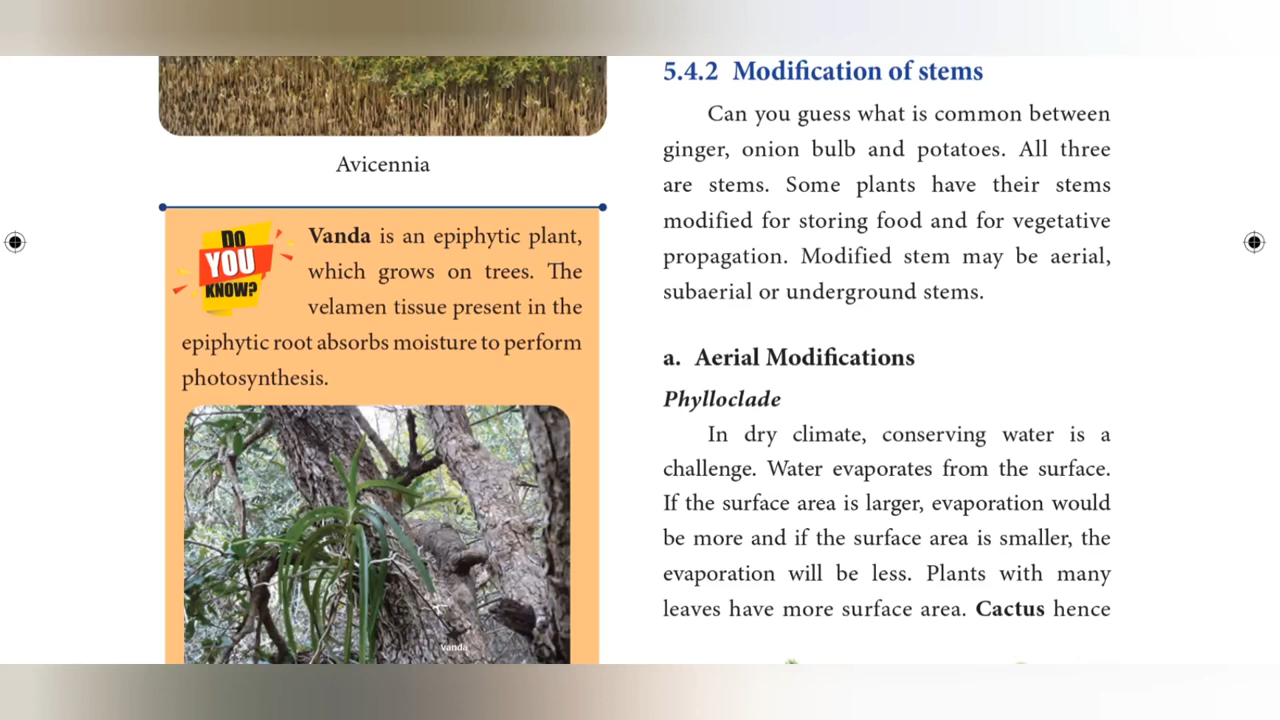 Avicennia
DO
YOU
KNOW?
Vanda is an epiphytic plant,
which grows on trees. The
velamen tissue present in the
epiphytic root absorbs moisture to perform
photosynthesis.
Vanda
5.4.2 Modification of stems
Can you guess what is common between
ginger, onion bulb and potatoes. All three
are stems. Some plants have their stems
modified for storing food and for vegetative
propagation. Modified stem may be aerial,
subaerial or underground stems.
a. Aerial Modifications
Phylloclade
In dry climate, conserving water is a
challenge. Water evaporates from the surface.
If the surface area is larger, evaporation would
be more and if the surface area is smaller, the
evaporation will be less. Plants with many
leaves have more surface area. Cactus hence